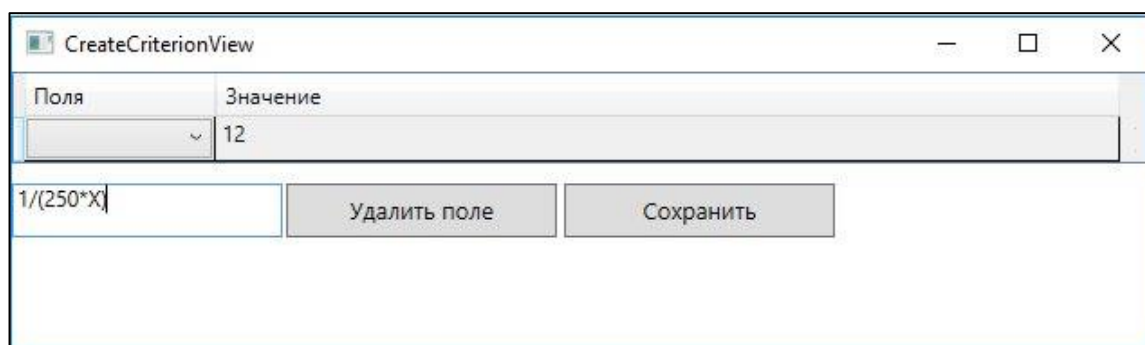 CreateCriterionView
Поля Значение
12
1/(250*X)
Удалить поле Сохранить